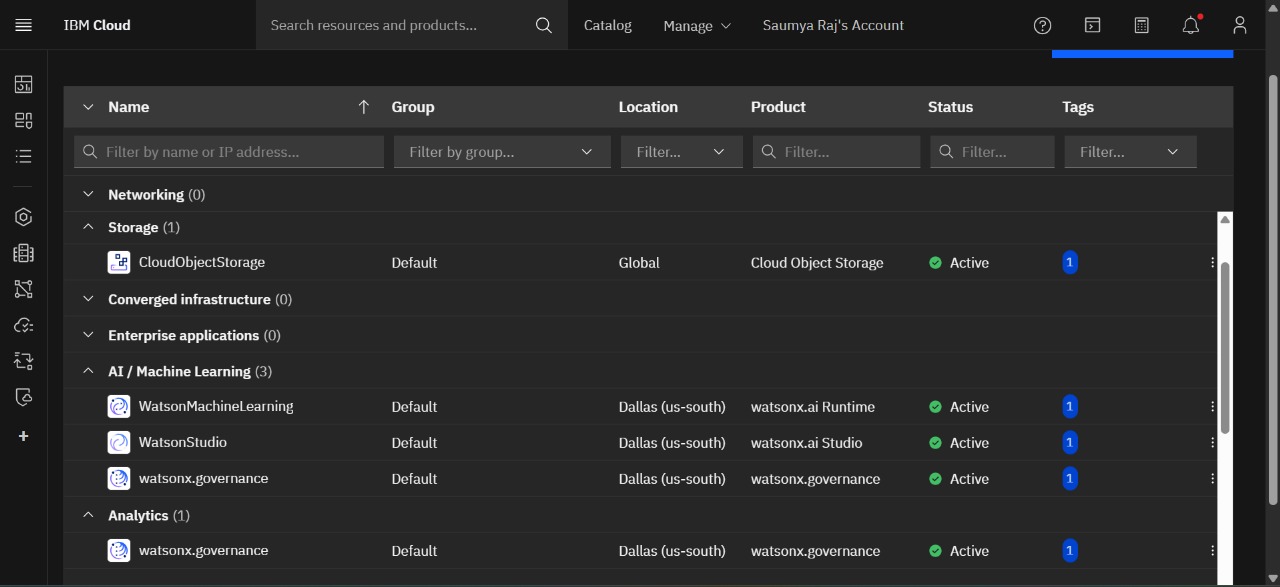 IBM Cloud Search resources and products... Catalog Manage Saumya Raj's Account
Name Group Location Product Status Tags
Filter by name or IP address... Filter by group... Filter... Filter... Filter... Filter...
Networking (0)
Storage (1)
CloudObjectStorage Default Global Cloud Object Storage Active 1
Converged infrastructure (0)
Enterprise applications (0)
AI / Machine Learning (3)
WatsonMachineLearning Default Dallas (us-south) watsonx.ai Runtime Active 1
WatsonStudio Default Dallas (us-south) watsonx.ai Studio Active 1
watsonx.governance Default Dallas (us-south) watsonx.governance Active 1
Analytics (1)
watsonx.governance Default Dallas (us-south) watsonx.governance Active 1